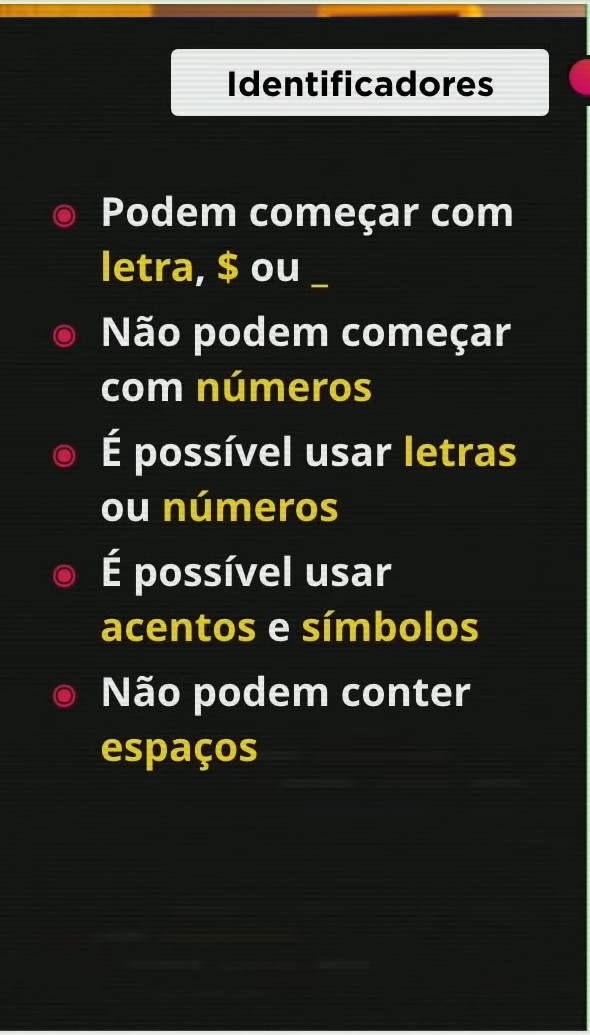 Identificadores
Podem começar com
letra, $ ou _
Não podem começar
com números
É possível usar letras
ou números
É possível usar
acentos e símbolos
Não podem conter
espaços